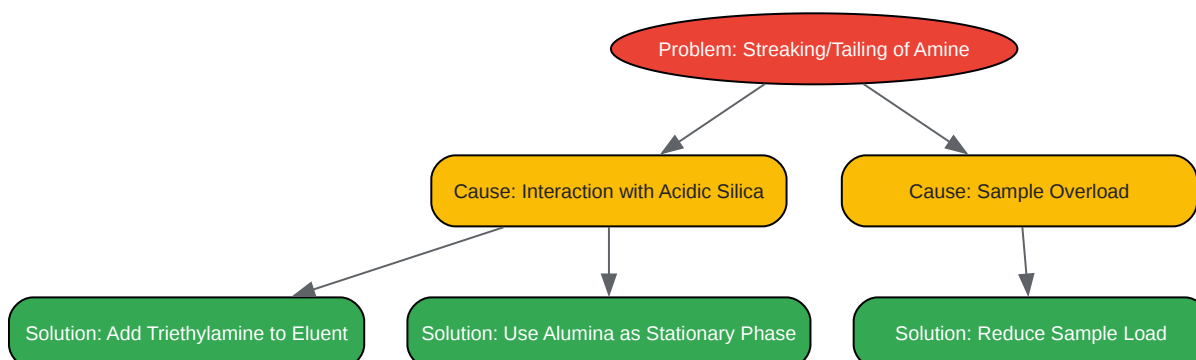 Problem: Streaking/Tailing of Amine
Cause: Interaction with Acidic Silica
Cause: Sample Overload
Solution: Add Triethylamine to Eluent
Solution: Use Alumina as Stationary Phase
Solution: Reduce Sample Load